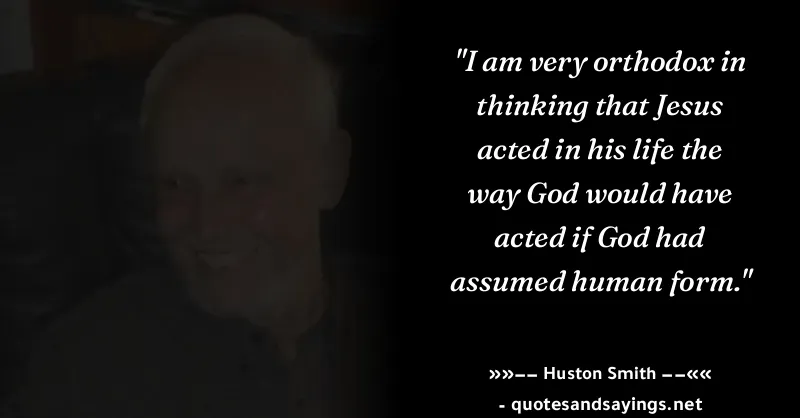 "I am very orthodox in
thinking that Jesus
acted in his life the
way God would have
acted if God had
assumed human form."
»»−− Huston Smith −−««
- quotesandsayings.net